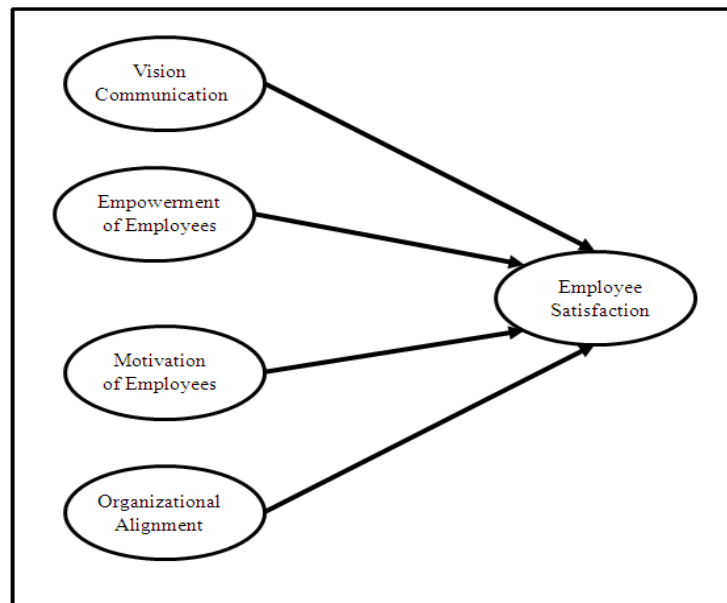 Vision
Communication
Empowerment
of Employees
Employee
Satisfaction
Motivation
of Employees
Organizational
Alignment